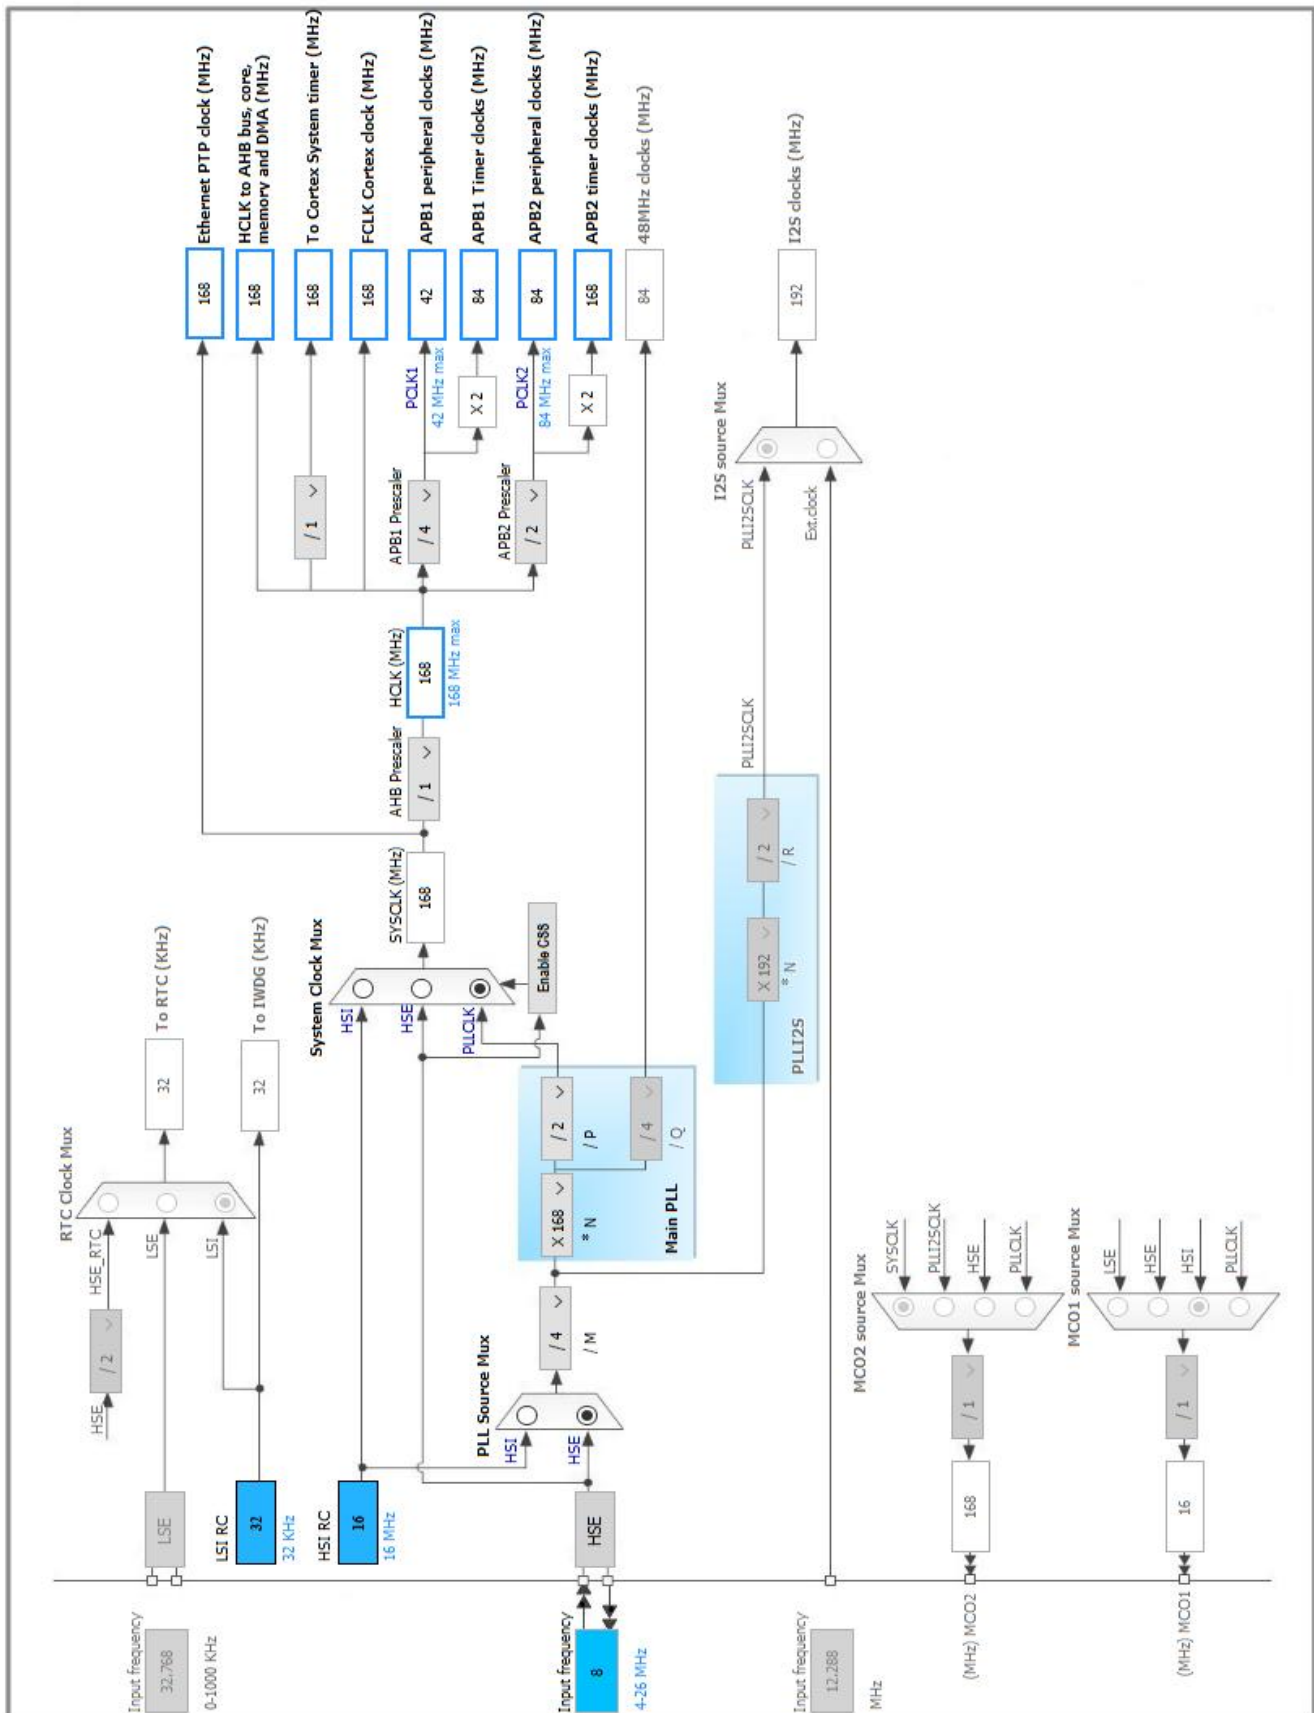 RTC Clock Mux
HSE
/ 2
HSE_RTC
Input frequency
32.768
0-1000 KHz
LSE
LSE
32
To RTC (KHz)
LSI RC
32
32 KHz
LSI
32
To IWDG (KHz)
HSI RC
16
16 MHz
System Clock Mux
HSI
HSE
PLLCLK
SYSCLK (MHz)
168
Enable CSS
AHB Prescaler
/ 1
HCLK (MHz)
168
168 MHz max
168
Ethernet PTP clock (MHz)
168
HCLK to AHB bus, core,
memory and DMA (MHz)
/ 1
168
To Cortex System timer (MHz)
168
FCLK Cortex clock (MHz)
APB1 Prescaler
/ 4
PCLK1
42 MHz max
42
APB1 peripheral clocks (MHz)
X 2
84
APB1 Timer clocks (MHz)
APB2 Prescaler
/ 2
PCLK2
84 MHz max
84
APB2 peripheral clocks (MHz)
X 2
168
APB2 timer clocks (MHz)
84
48MHz clocks (MHz)
PLL Source Mux
HSI
HSE
Input frequency
8
4-26 MHz
HSE
/ 4
/ M
X 168
* N
/ 2
/ P
/ 4
/ Q
Main PLL
X 192
* N
/ 2
/ R
PLLI2S
PLLI2SCLK
I2S source Mux
PLLI2SCLK
Ext.clock
192
I2S clocks (MHz)
Input frequency
12.288
MHz
MCO2 source Mux
SYSCLK
PLLI2SCLK
HSE
PLLCLK
/ 1
168
(MHz) MCO2
MCO1 source Mux
LSE
HSE
HSI
PLLCLK
/ 1
16
(MHz) MCO1